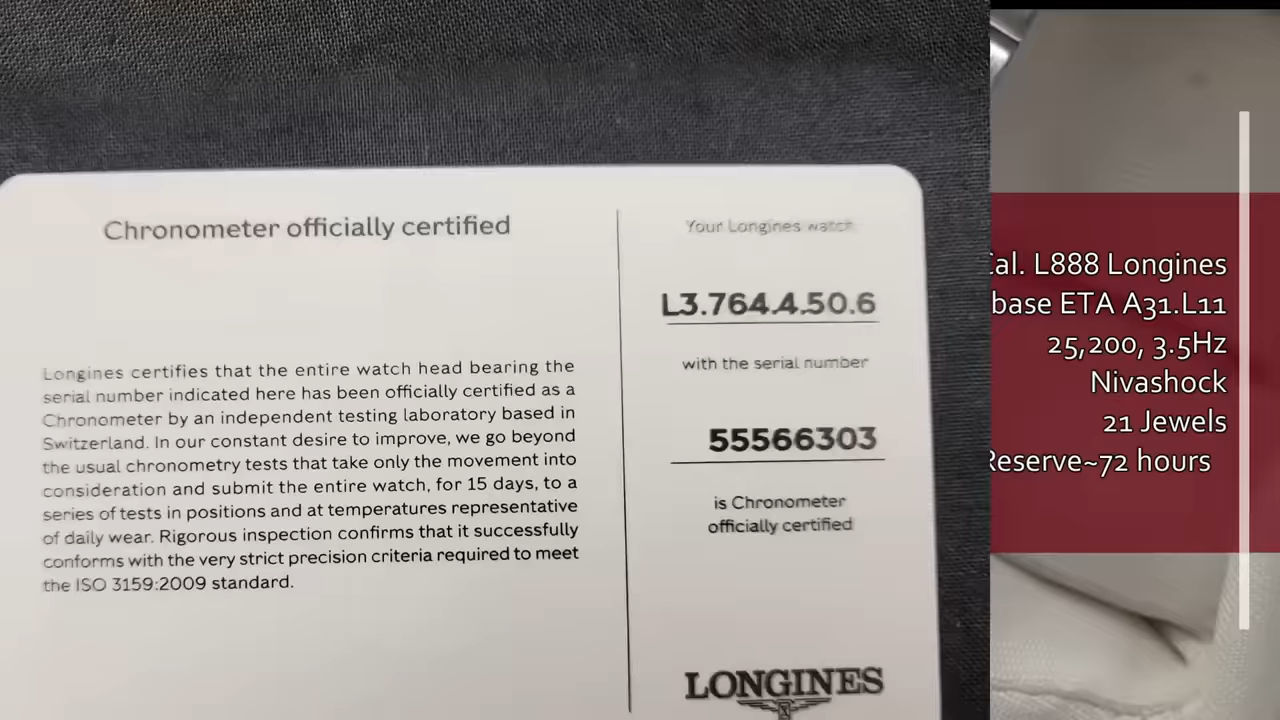 Chronometer officially certified
Longines certifies that the entire watch head bearing the
serial number indicated here has been officially certified as a
Chronometer by an independent testing laboratory based in
Switzerland. In our constant desire to improve, we go beyond
the usual chronometry tests that take only the movement into
consideration and submit the entire watch, for 15 days, to a
series of tests in positions and at temperatures representative
of daily wear. Rigorous inspection confirms that it successfully
conforms with the very strict precision criteria required to meet
the ISO 3159:2009 standard.
Your Longines watch
L3.764.4.50.6
with the serial number
55566303
is Chronometer
officially certified
LONGINES
L888 Longines
base ETA A31.L11
25,200, 3.5Hz
Nivashock
21 Jewels
Reserve~72 hours